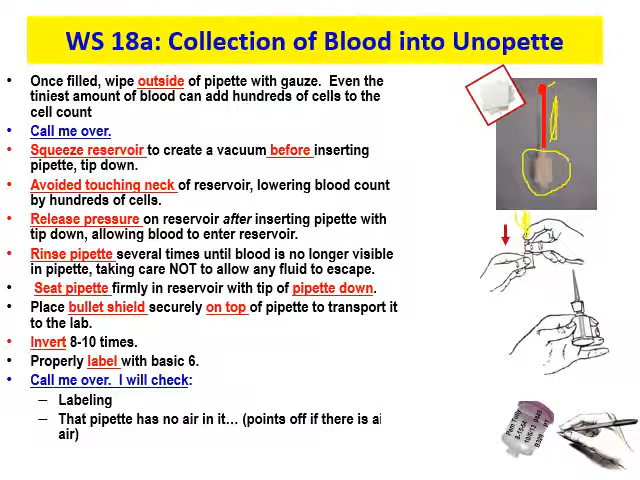 WS 18a: Collection of Blood into Unopette
• Once filled, wipe outside of pipette with gauze. Even the
tiniest amount of blood can add hundreds of cells to the
cell count
• Call me over.
• Squeeze reservoir to create a vacuum before inserting
pipette, tip down.
• Avoided touching neck of reservoir, lowering blood count
by hundreds of cells.
• Release pressure on reservoir after inserting pipette with
tip down, allowing blood to enter reservoir.
• Rinse pipette several times until blood is no longer visible
in pipette, taking care NOT to allow any fluid to escape.
• Seat pipette firmly in reservoir with tip of pipette down.
• Place bullet shield securely on top of pipette to transport it
to the lab.
• Invert 8-10 times.
• Properly label with basic 6.
• Call me over. I will check:
– Labeling
– That pipette has no air in it… (points off if there is ai
air)
Pam Tully